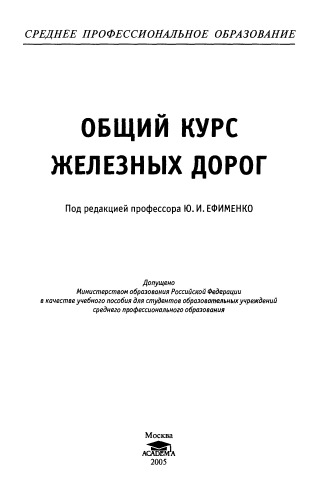 СРЕДНЕЕ ПРОФЕССИОНАЛЬНОЕ ОБРАЗОВАНИЕ
ОБЩИЙ КУРС
ЖЕЛЕЗНЫХ ДОРОГ
Под редакцией профессора Ю. И. ЕФИМЕНКО
Допущено
Министерством образования Российской Федерации
в качестве учебного пособия для студентов образовательных учреждений
среднего профессионального образования
Москва
ACADEMA
2005